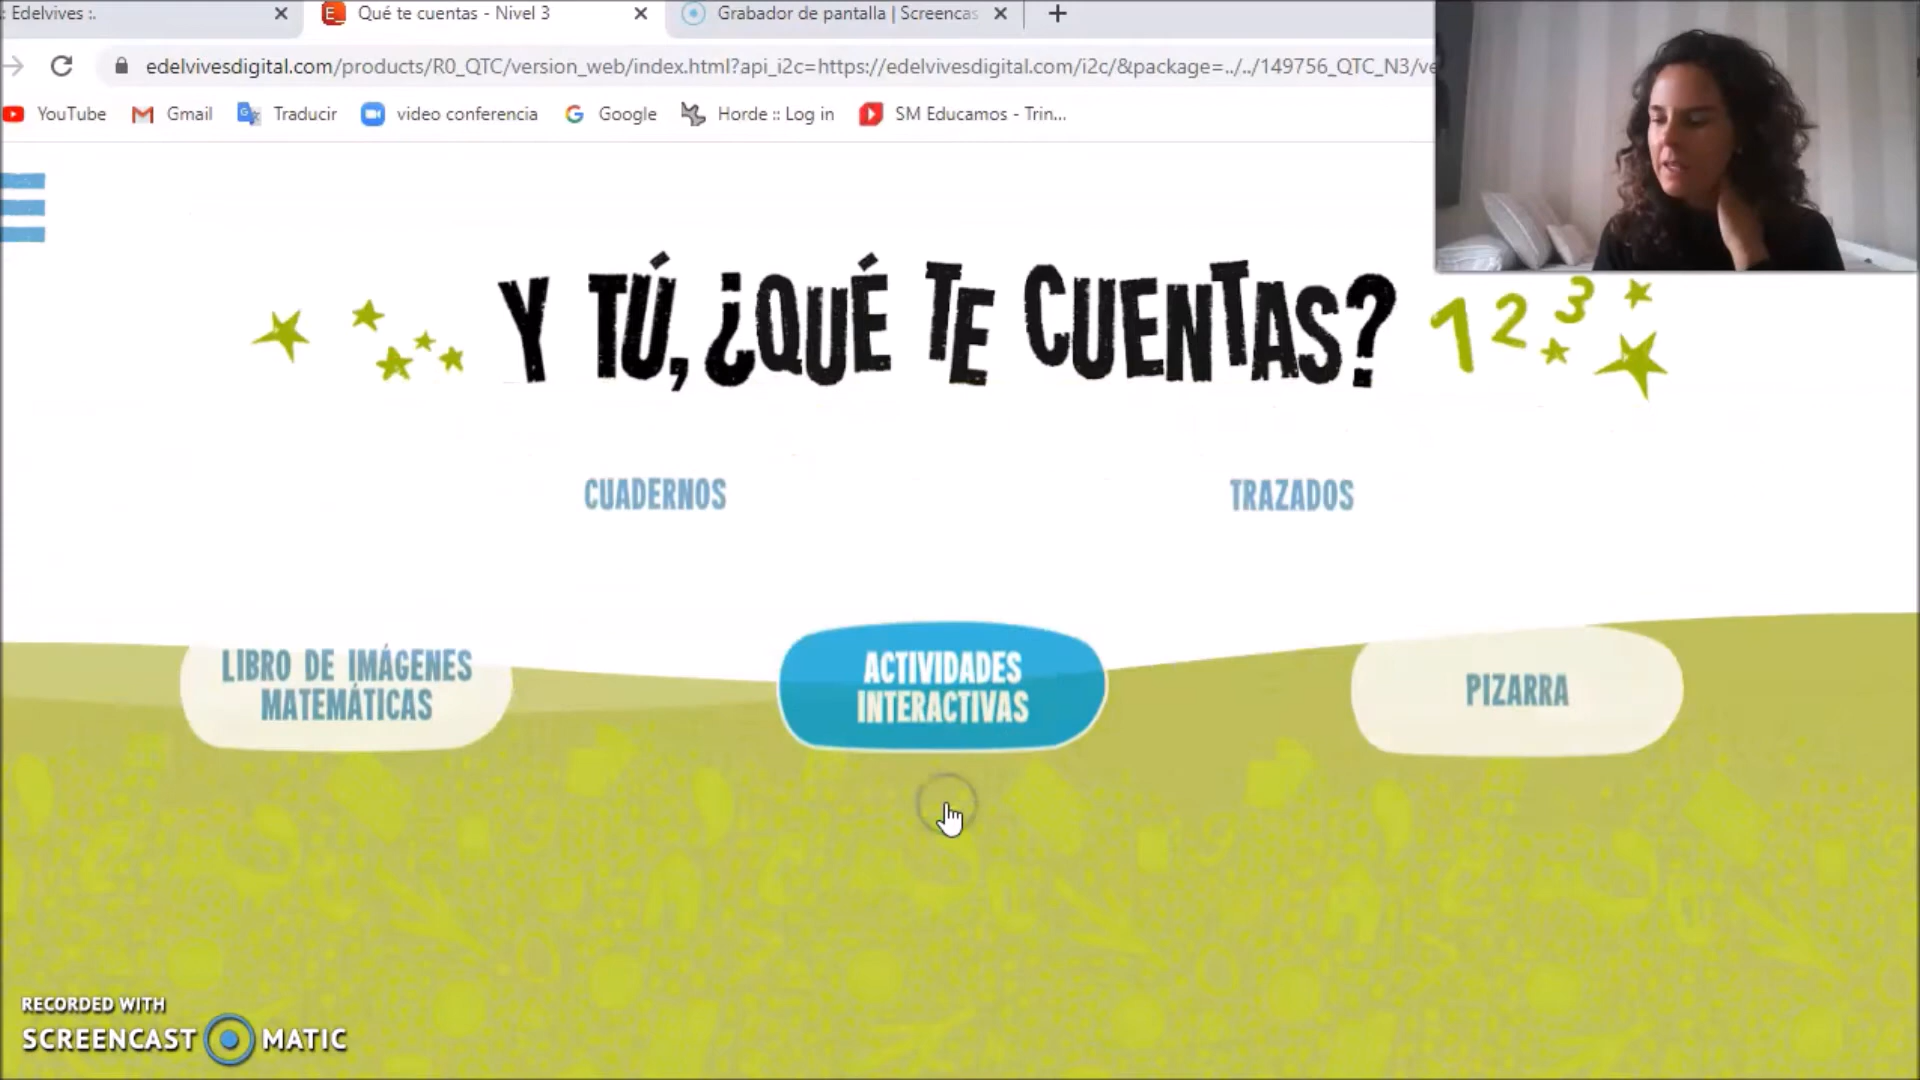 : Edelvives :.
Qué te cuentas - Nivel 3
Grabador de pantalla | Screencas
edelvivesdigital.com/products/R0_QTC/version_web/index.html?api_i2c=https://edelvivesdigital.com/i2c/&package=../../149756_QTC_N3/ve
YouTube
Gmail
Traducir
video conferencia
Google
Horde :: Log in
SM Educamos - Trin...
Y TÚ, ¿QUÉ TE CUENTAS? 1 2 3
CUADERNOS
TRAZADOS
LIBRO DE IMÁGENES
MATEMÁTICAS
ACTIVIDADES
INTERACTIVAS
PIZARRA
RECORDED WITH
SCREENCAST MATIC